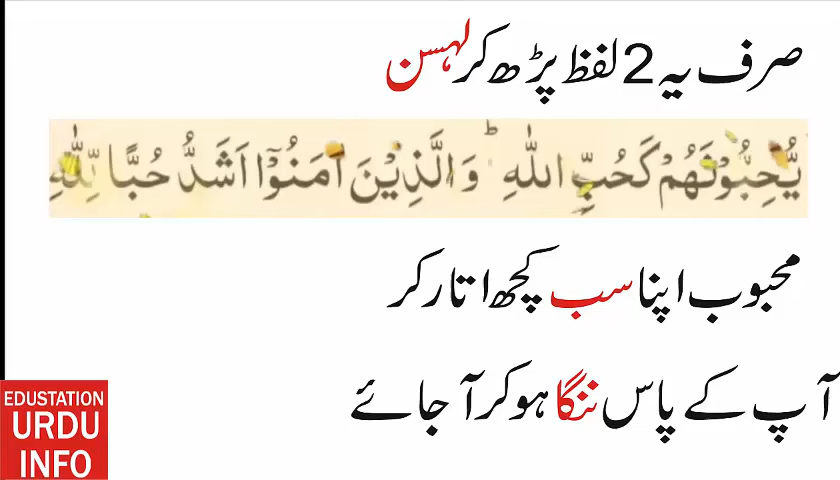 صرف یہ 2 لفظ پڑھ کر لہسن
یُّحِبُّوْنَهُمْ كَحُبِّ اللّٰهِ ؕ وَالَّذِیْنَ اٰمَنُوْۤا اَشَدُّ حُبًّا لِّلّٰهِ
محبوب اپنا سب کچھ اتار کر
آپ کے پاس ننگا ہو کر آ جائے
EDUSTATION
URDU
INFO